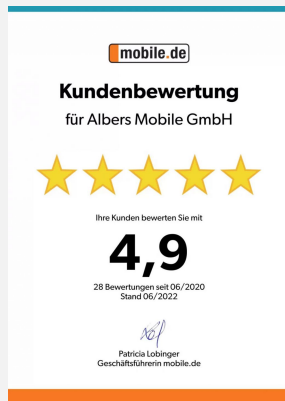 mobile.de
Kundenbewertung
für Albers Mobile GmbH
Ihre Kunden bewerten Sie mit
4,9
28 Bewertungen seit 06/2020
Stand 06/2022
Patricia Lobinger
Geschäftsführerin mobile.de